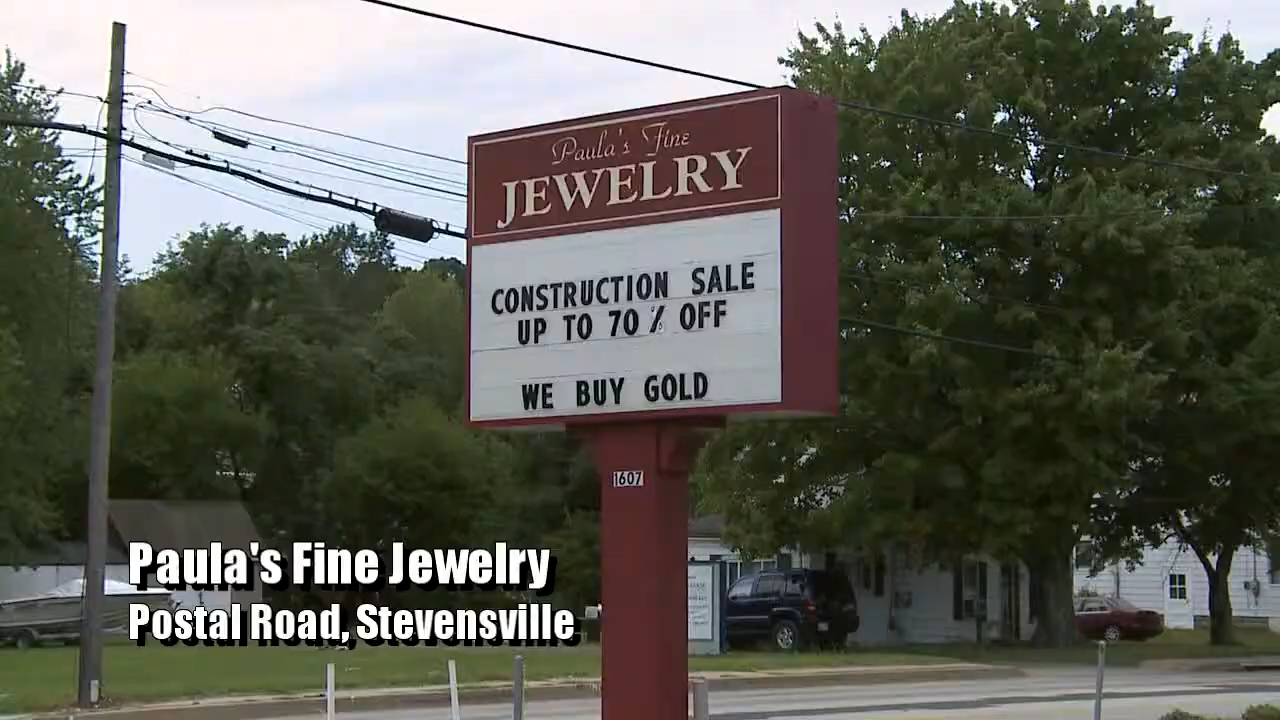 Paula's Fine
JEWELRY
CONSTRUCTION SALE
UP TO 70 % OFF
WE BUY GOLD
1607
Paula's Fine Jewelry
Postal Road, Stevensville